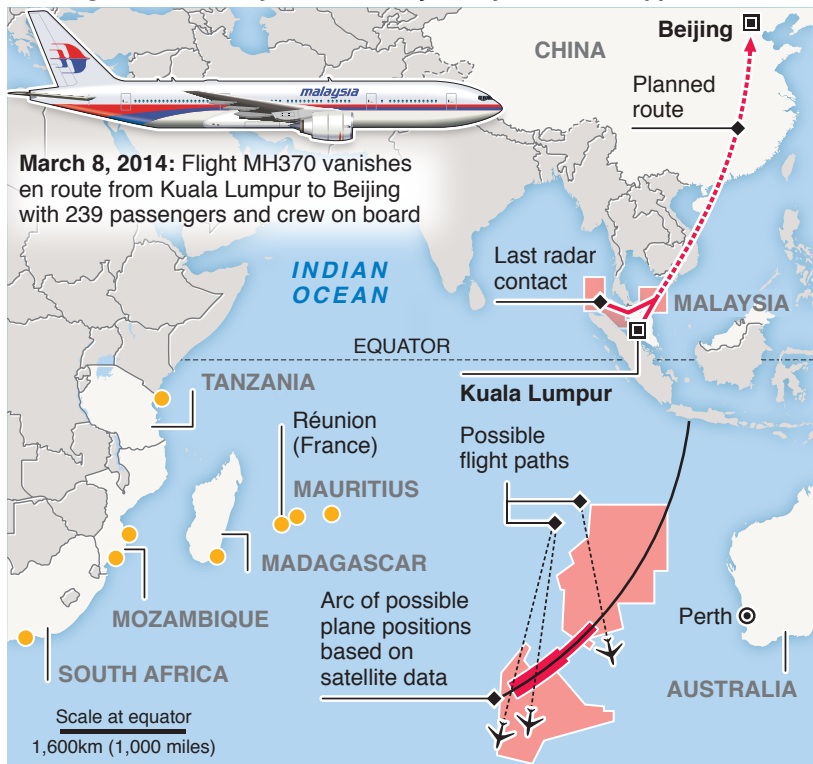 Beijing
CHINA
Planned
route
malaysia
March 8, 2014: Flight MH370 vanishes
en route from Kuala Lumpur to Beijing
with 239 passengers and crew on board
INDIAN
OCEAN
Last radar
contact
MALAYSIA
EQUATOR
TANZANIA
Kuala Lumpur
Réunion
(France)
Possible
flight paths
MAURITIUS
MADAGASCAR
MOZAMBIQUE
Arc of possible
plane positions
based on
satellite data
Perth
SOUTH AFRICA
AUSTRALIA
Scale at equator
1,600km (1,000 miles)